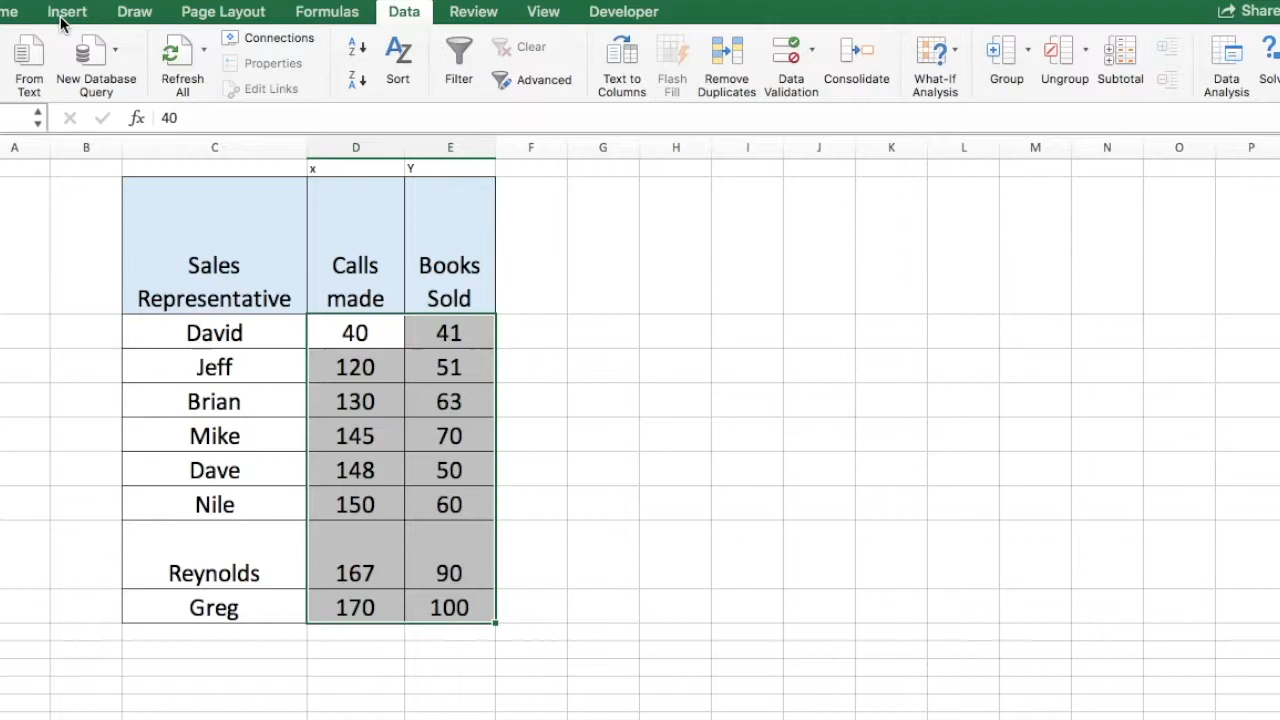 me Insert Draw Page Layout Formulas Data Review View Developer Share
From Text New Database Query Refresh All Connections Properties Edit Links A Z Z A Sort Filter Clear Advanced Text to Columns Flash Fill Remove Duplicates Data Validation Consolidate What-If Analysis Group Ungroup Subtotal Data Analysis Solv
fx 40
A B C D E F G H I J K L M N O P
x Y
Sales Representative Calls made Books Sold
David 40 41
Jeff 120 51
Brian 130 63
Mike 145 70
Dave 148 50
Nile 150 60
Reynolds 167 90
Greg 170 100